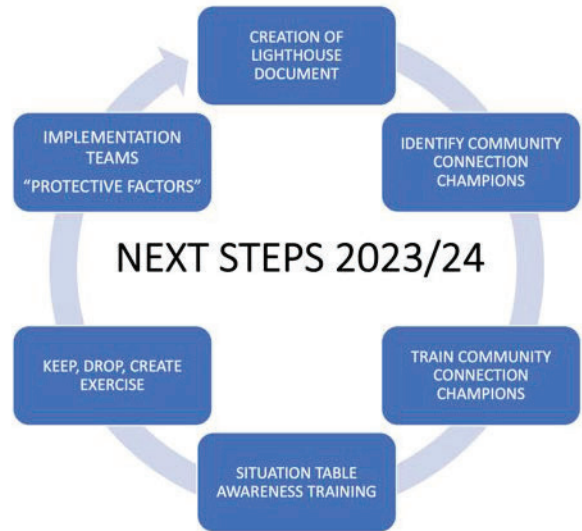 CREATION OF
LIGHTHOUSE
DOCUMENT
IDENTIFY COMMUNITY
CONNECTION
CHAMPIONS
TRAIN COMMUNITY
CONNECTION
CHAMPIONS
SITUATION TABLE
AWARENESS TRAINING
KEEP, DROP, CREATE
EXERCISE
IMPLEMENTATION
TEAMS
“PROTECTIVE FACTORS”
NEXT STEPS 2023/24